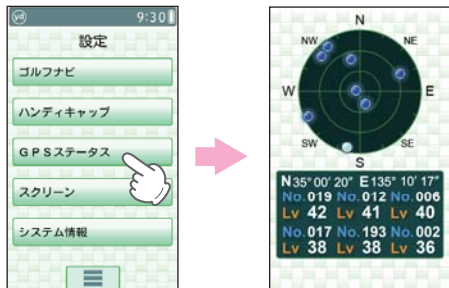 yd 9:30
設定
ゴルフナビ
ハンディキャップ
GPSステータス
スクリーン
システム情報
N
NW NE
W E
SW SE
S
N35°00'20" E135°10'17"
No.019 No.012 No.006
Lv 42 Lv 41 Lv 40
No.017 No.193 No.002
Lv 38 Lv 38 Lv 36